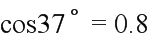 cos37° = 0.8